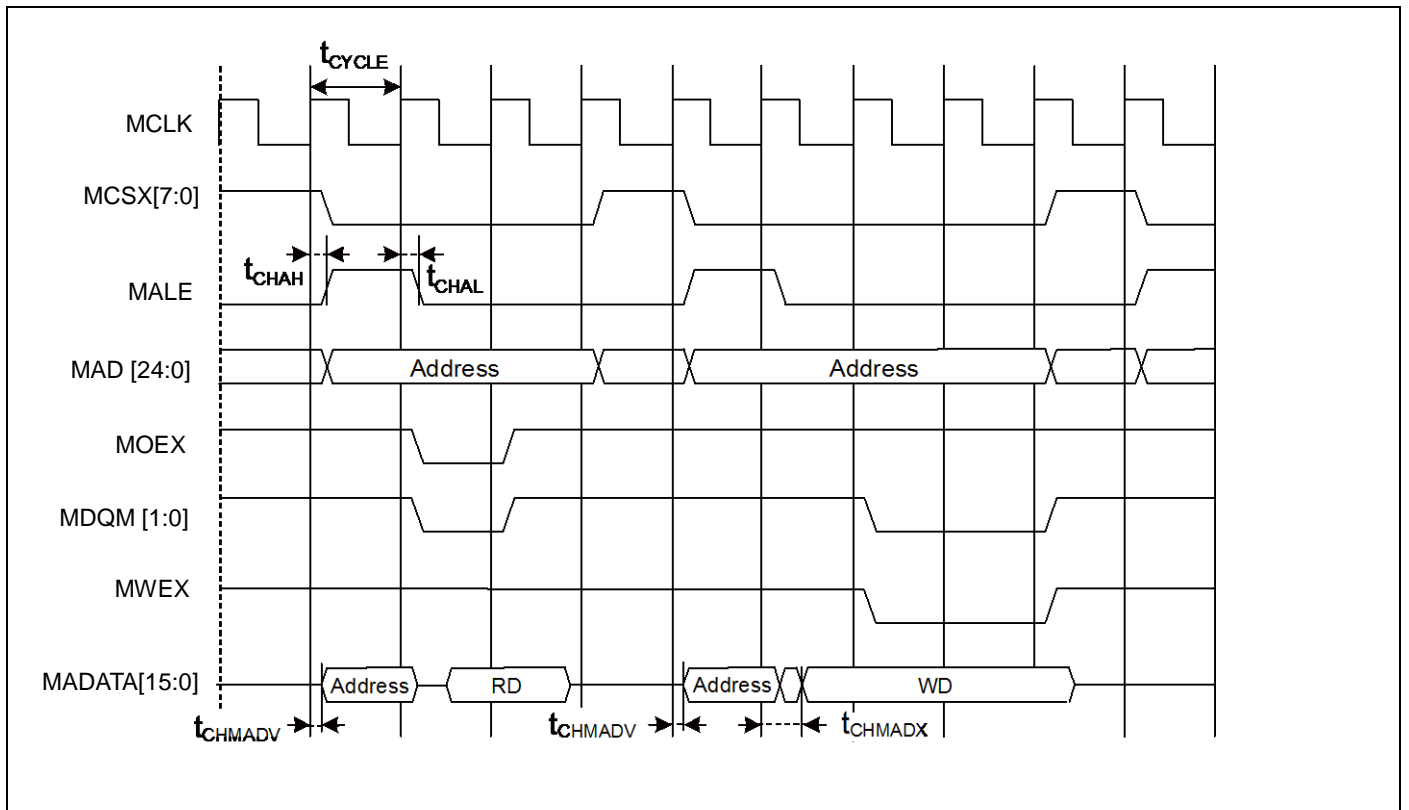 tCYCLE
MCLK
MCSX[7:0]
tCHAH
tCHAL
MALE
MAD [24:0]
Address
Address
MOEX
MDQM [1:0]
MWEX
MADATA[15:0]
Address
RD
Address
WD
tCHMADV
tCHMADV
tCHMADX